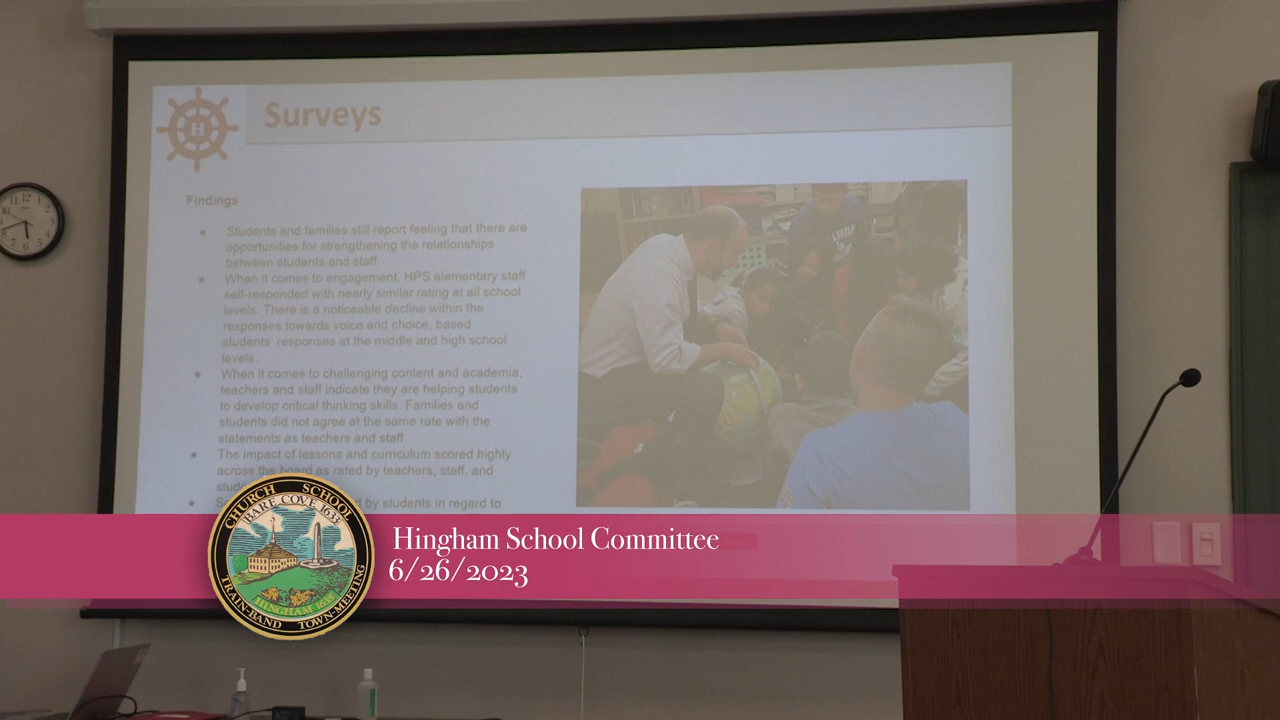 Surveys
H
Findings
Students and families still report feeling that there are
opportunities for strengthening the relationships
between students and staff.
When it comes to engagement, HPS elementary staff
self-responded with nearly similar rating at all school
levels. There is a noticeable decline within the
responses towards voice and choice, based
students' responses at the middle and high school
levels.
When it comes to challenging content and academia,
teachers and staff indicate they are helping students
to develop critical thinking skills. Families and
students did not agree at the same rate with the
statements as teachers and staff.
The impact of lessons and curriculum scored highly
across the board as rated by teachers, staff, and
by students in regard to
CHURCH SCHOOL
BARE COVE 1633
HINGHAM 1635
TRAIN-BAND TOWN-MEETING
Hingham School Committee
6/26/2023